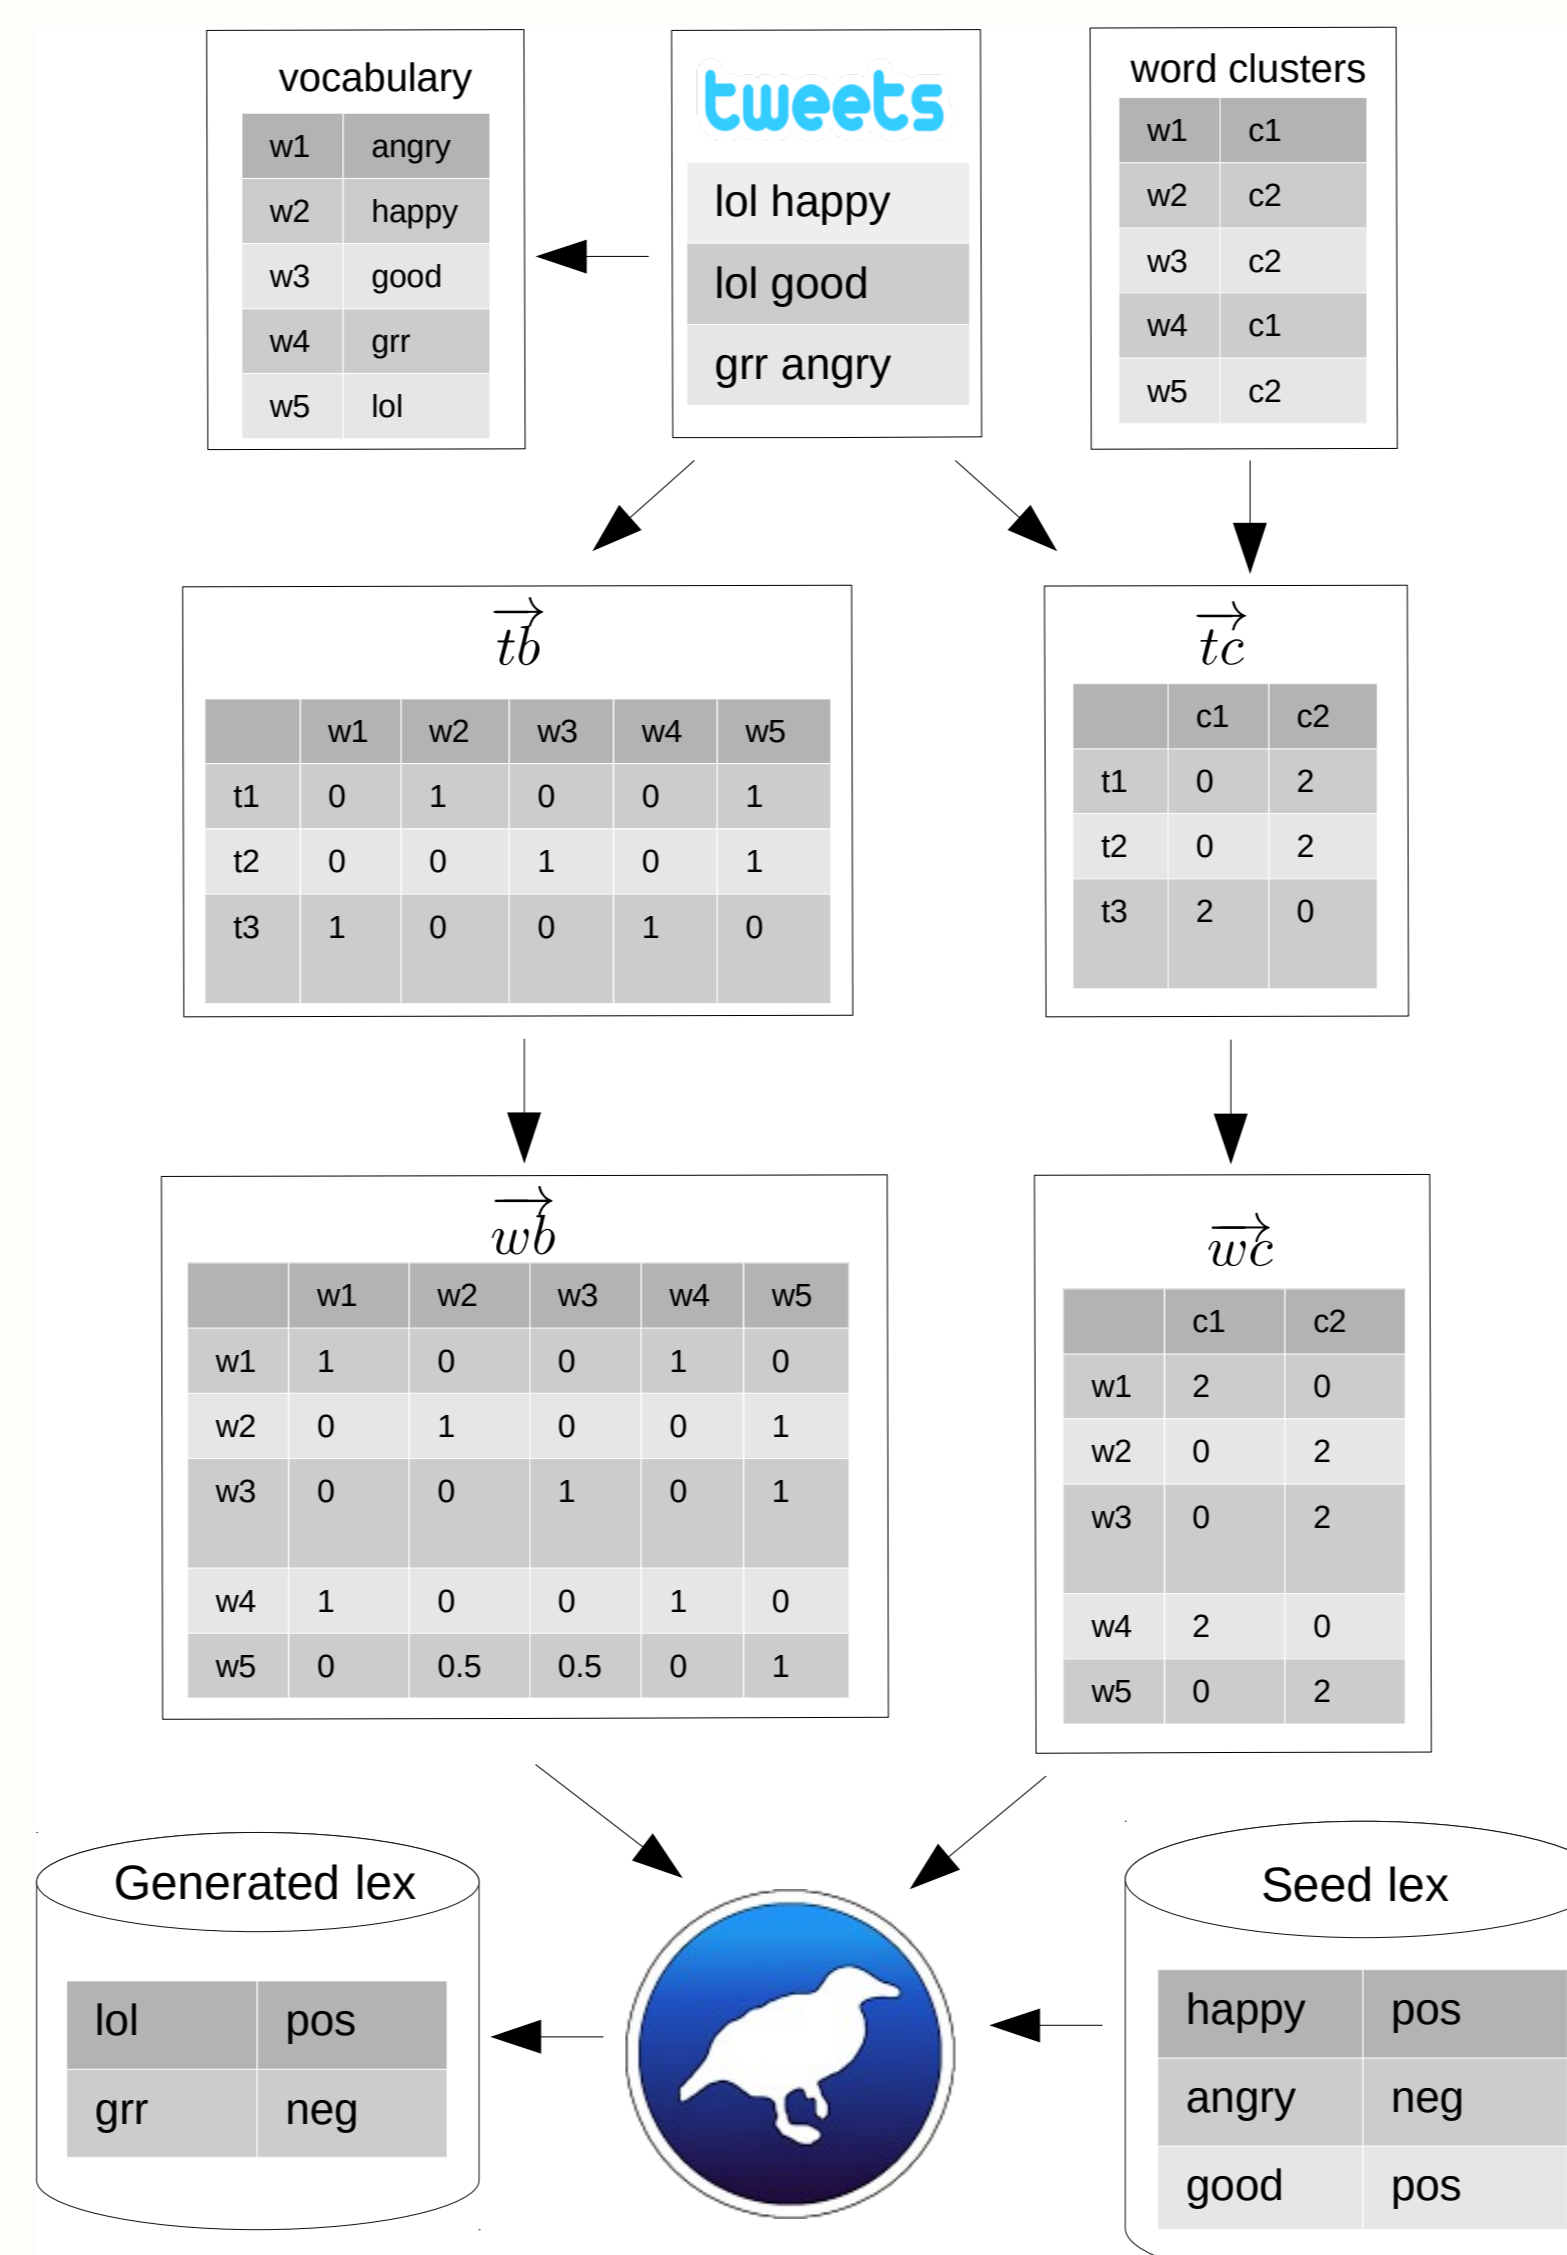 vocabulary
w1 angry
w2 happy
w3 good
w4 grr
w5 lol
tweets
lol happy
lol good
grr angry
word clusters
w1 c1
w2 c2
w3 c2
w4 c1
w5 c2
tb
w1 w2 w3 w4 w5
t1 0 1 0 0 1
t2 0 0 1 0 1
t3 1 0 0 1 0
tc
c1 c2
t1 0 2
t2 0 2
t3 2 0
wb
w1 w2 w3 w4 w5
w1 1 0 0 1 0
w2 0 1 0 0 1
w3 0 0 1 0 1
w4 1 0 0 1 0
w5 0 0.5 0.5 0 1
wc
c1 c2
w1 2 0
w2 0 2
w3 0 2
w4 2 0
w5 0 2
Generated lex
lol pos
grr neg
Seed lex
happy pos
angry neg
good pos